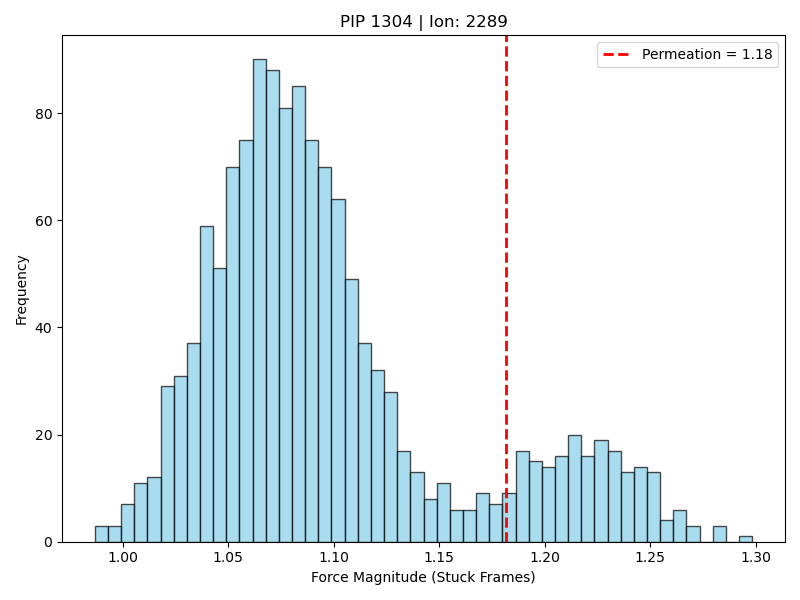 PIP 1304 | Ion: 2289
Permeation = 1.18
Frequency
80
60
40
20
0
1.00 1.05 1.10 1.15 1.20 1.25 1.30
Force Magnitude (Stuck Frames)